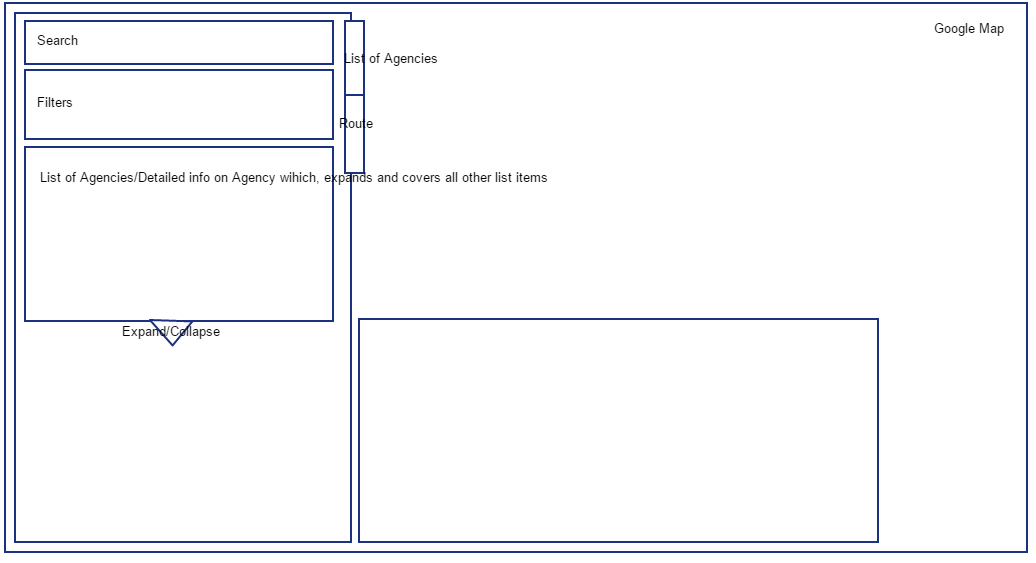 Search
Google Map
List of Agencies
Filters
Route
List of Agencies/Detailed info on Agency wihich, expands and covers all other list items
Expand/Collapse